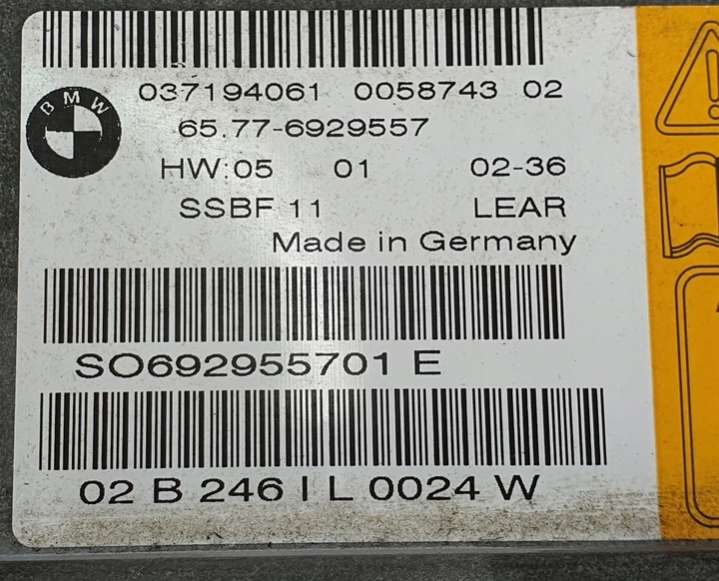 037194061 0058743 02
BMW
65.77-6929557
HW:05 01 02-36
SSBF 11 LEAR
Made in Germany
SO692955701 E
02 B 246 I L 0024 W